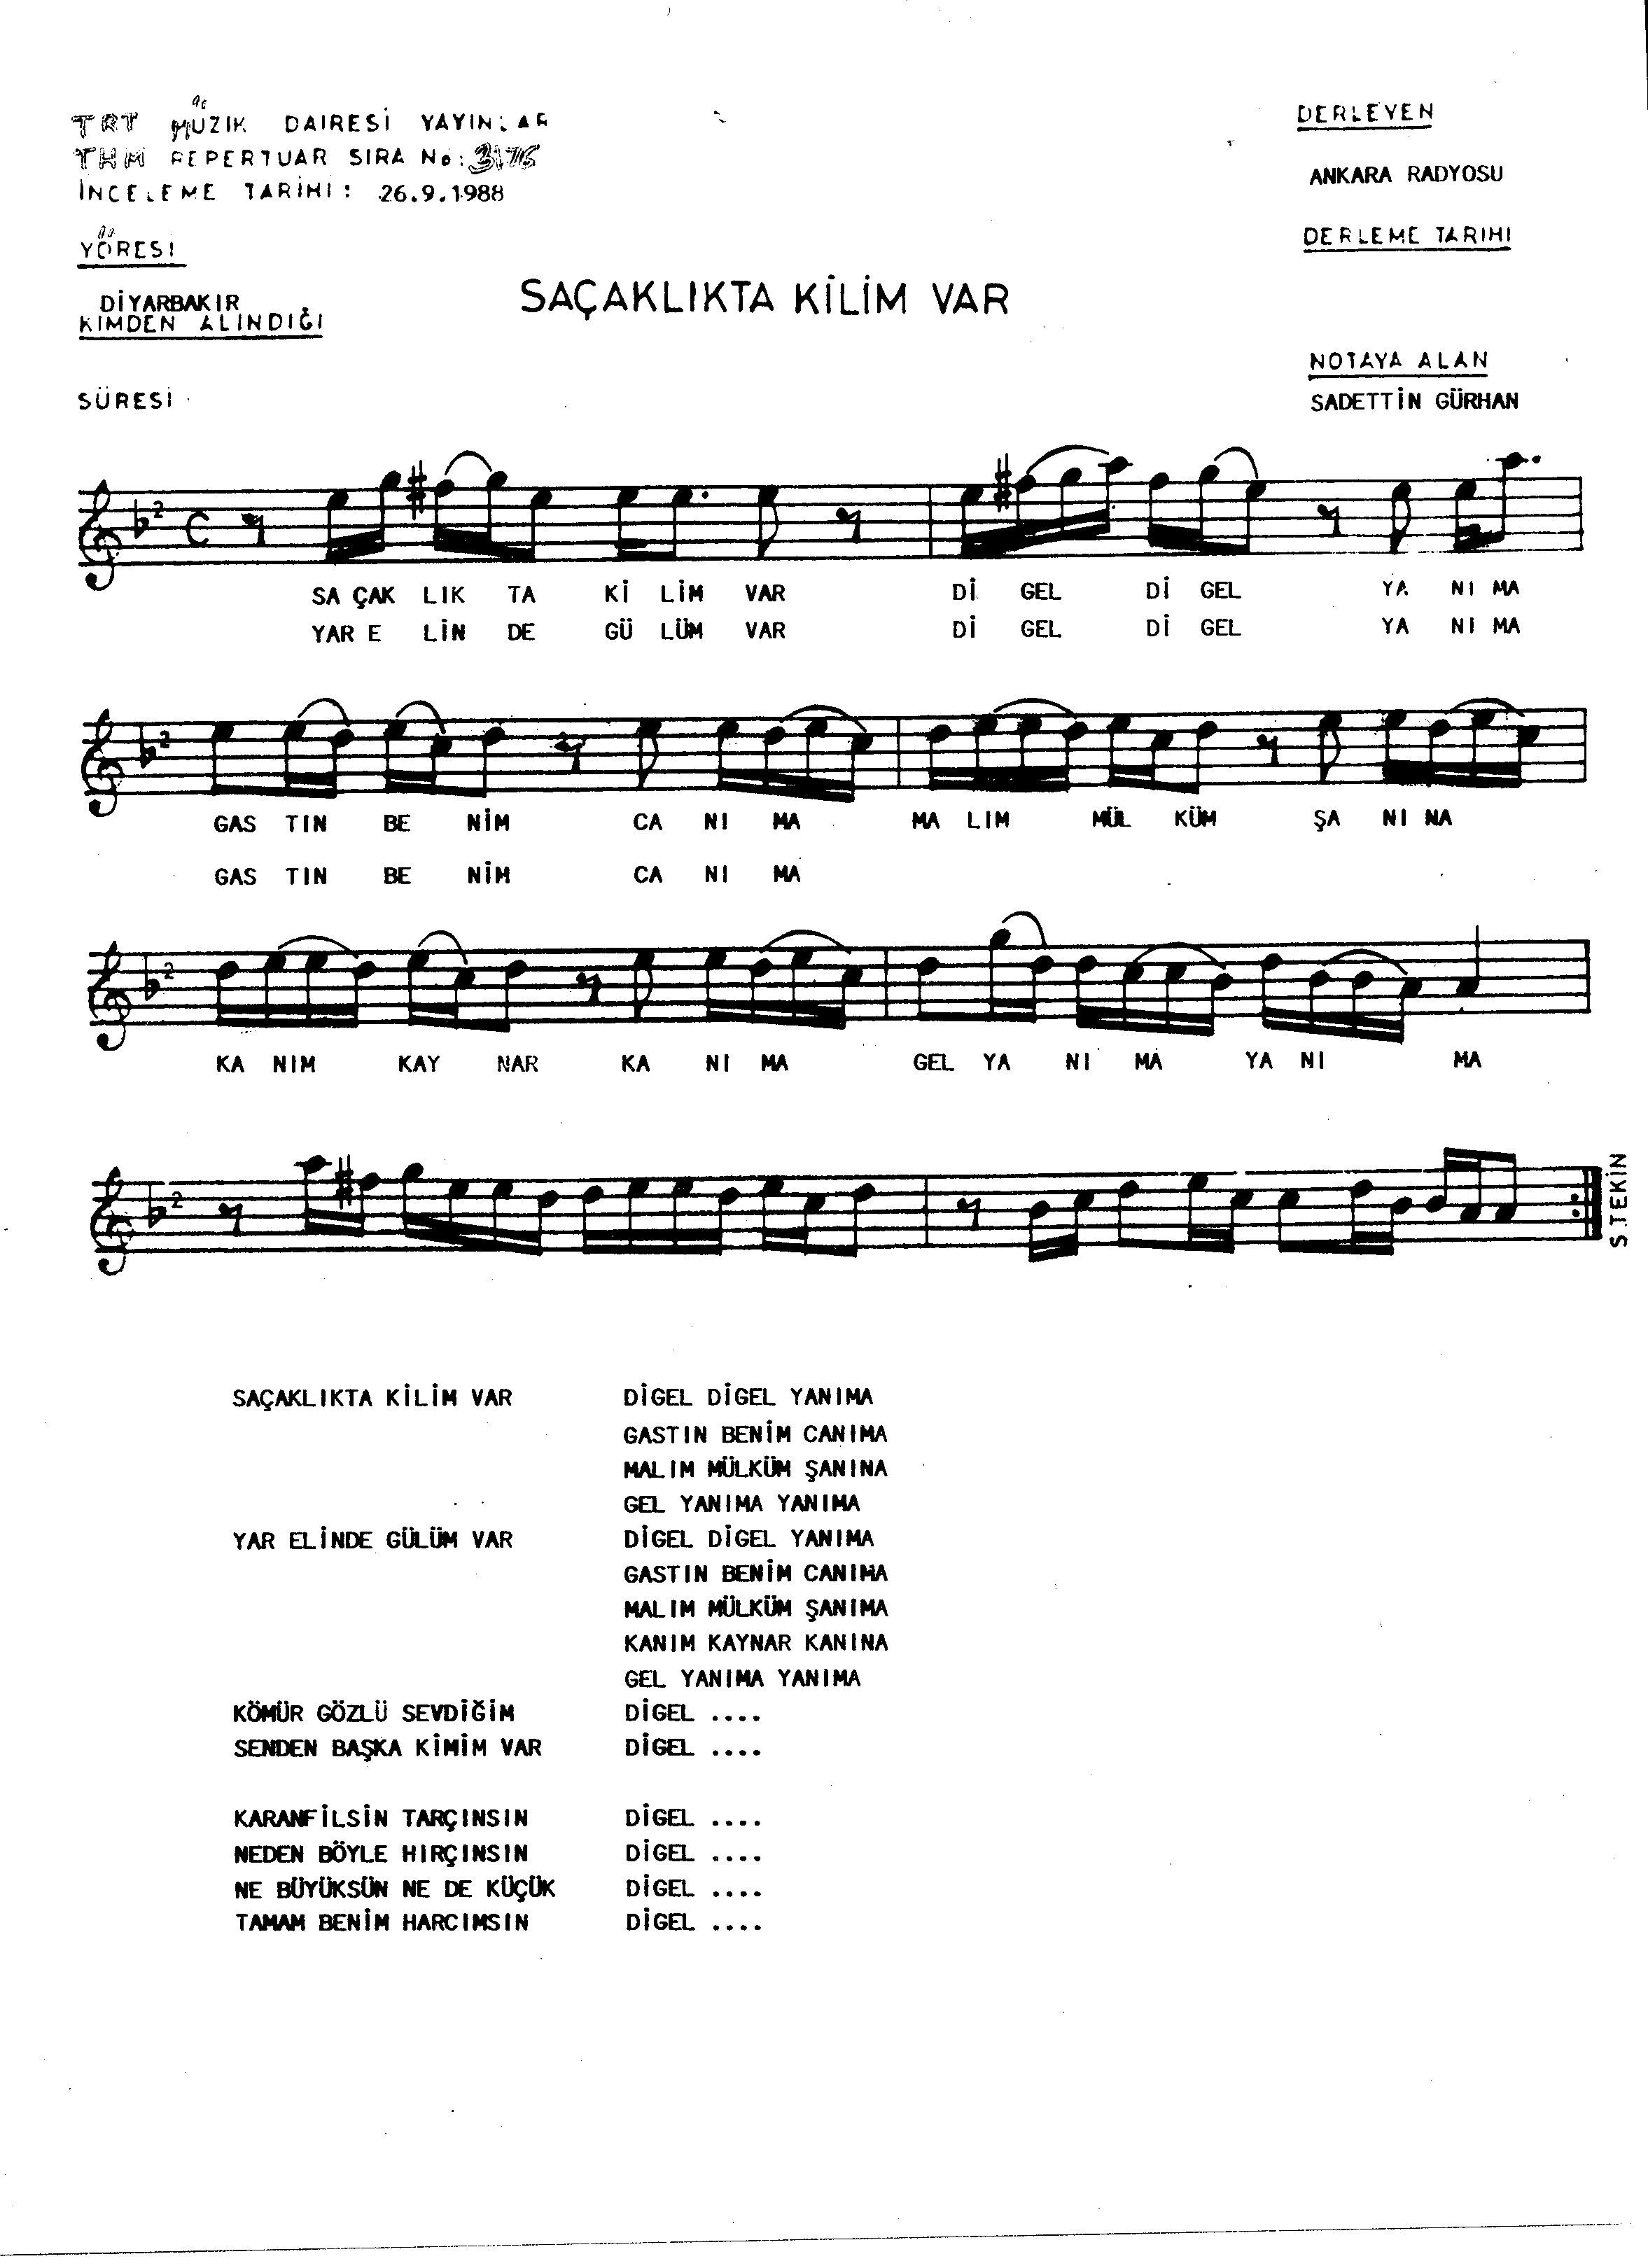 TRT MÜZİK DAİRESİ YAYINLAR
THM REPERTUAR SIRA No: 3176
İNCELEME TARİHİ: 26.9.1988
YÖRESİ
DİYARBAKIR
KİMDEN ALINDIĞI
SÜRESİ
SAÇAKLIKTA KİLİM VAR
DERLEYEN
ANKARA RADYOSU
DERLEME TARİHİ
NOTAYA ALAN
SADETTİN GÜRHAN
SA ÇAK LIK TA Kİ LİM VAR Dİ GEL Dİ GEL YA NI MA
YAR E LİN DE GÜ LÜM VAR Dİ GEL Dİ GEL YA NI MA
GAS TIN BE NİM CA NI MA MA LIM MÜL KÜM ŞA NI NA
GAS TIN BE NİM CA NI MA
KA NIM KAY NAR KA NI MA GEL YA NI MA YA NI MA
S.TEKİN
SAÇAKLIKTA KİLİM VAR DİGEL DİGEL YANIMA
GASTIN BENİM CANIMA
MALIM MÜLKÜM ŞANINA
GEL YANIMA YANIMA
YAR ELİNDE GÜLÜM VAR DİGEL DİGEL YANIMA
GASTIN BENİM CANIMA
MALIM MÜLKÜM ŞANIMA
KANIM KAYNAR KANINA
GEL YANIMA YANIMA
KÖMÜR GÖZLÜ SEVDİĞİM DİGEL ....
SENDEN BAŞKA KİMİM VAR DİGEL ....
KARANFİLSİN TARÇINSIN DİGEL ....
NEDEN BÖYLE HIRÇINSIN DİGEL ....
NE BÜYÜKSÜN NE DE KÜÇÜK DİGEL ....
TAMAM BENİM HARCIMSIN DİGEL ....